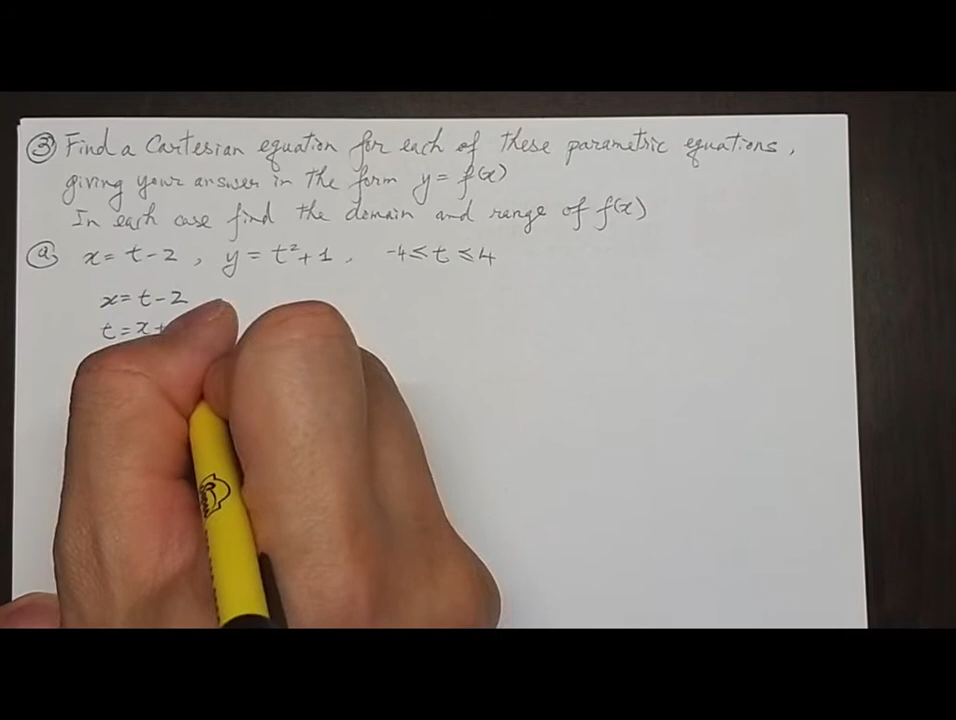 ③ Find a Cartesian equation for each of these parametric equations,
giving your answer in the form y = f(x)
In each case find the domain and range of f(x)
ⓐ x = t - 2 , y = t² + 1 , -4 ≤ t ≤ 4
x = t - 2
t = x +